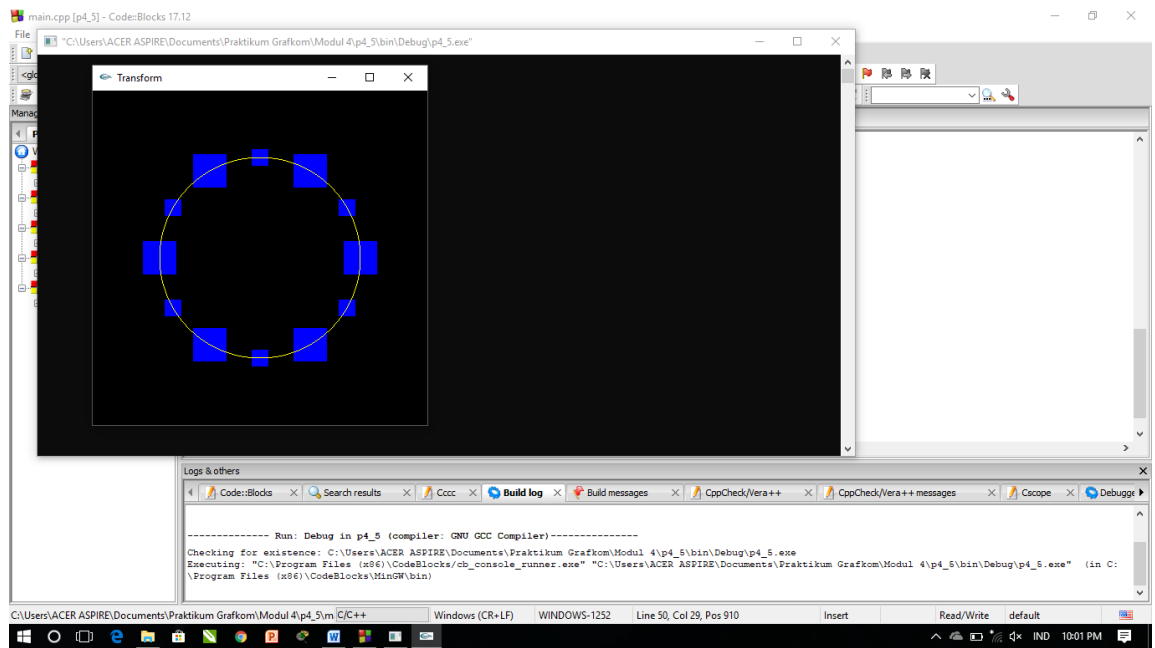 main.cpp [p4_5] - Code::Blocks 17.12
File
"C:\Users\ACER ASPIRE\Documents\Praktikum Grafkom\Modul 4\p4_5\bin\Debug\p4_5.exe"
Transform
<glo
Manag
P
Logs & others
Code::Blocks
Search results
Cccc
Build log
Build messages
CppCheck/Vera++
CppCheck/Vera++ messages
Cscope
Debugge
-------------- Run: Debug in p4_5 (compiler: GNU GCC Compiler)---------------
Checking for existence: C:\Users\ACER ASPIRE\Documents\Praktikum Grafkom\Modul 4\p4_5\bin\Debug\p4_5.exe
Executing: "C:\Program Files (x86)\CodeBlocks/cb_console_runner.exe" "C:\Users\ACER ASPIRE\Documents\Praktikum Grafkom\Modul 4\p4_5\bin\Debug\p4_5.exe"  (in C:
\Program Files (x86)\CodeBlocks\MinGW\bin)
C:\Users\ACER ASPIRE\Documents\Praktikum Grafkom\Modul 4\p4_5\m C/C++ Windows (CR+LF) WINDOWS-1252 Line 50, Col 29, Pos 910 Insert Read/Write default
IND 10:01 PM